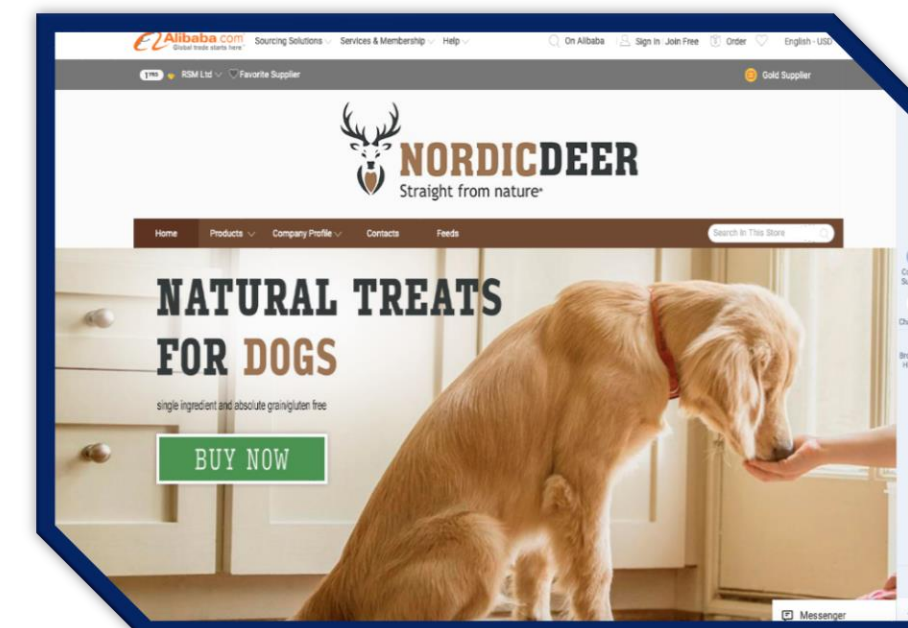 Alibaba.com Sourcing Solutions Services & Membership Help On Alibaba Sign In Join Free Order English - USD
Global trade starts here
1YRS RSM Ltd Favorite Supplier Gold Supplier
NORDICDEER
Straight from nature
Home Products Company Profile Contacts Feeds Search In This Store
NATURAL TREATS
FOR DOGS
single ingredient and absolute grain/gluten free
BUY NOW
Messenger